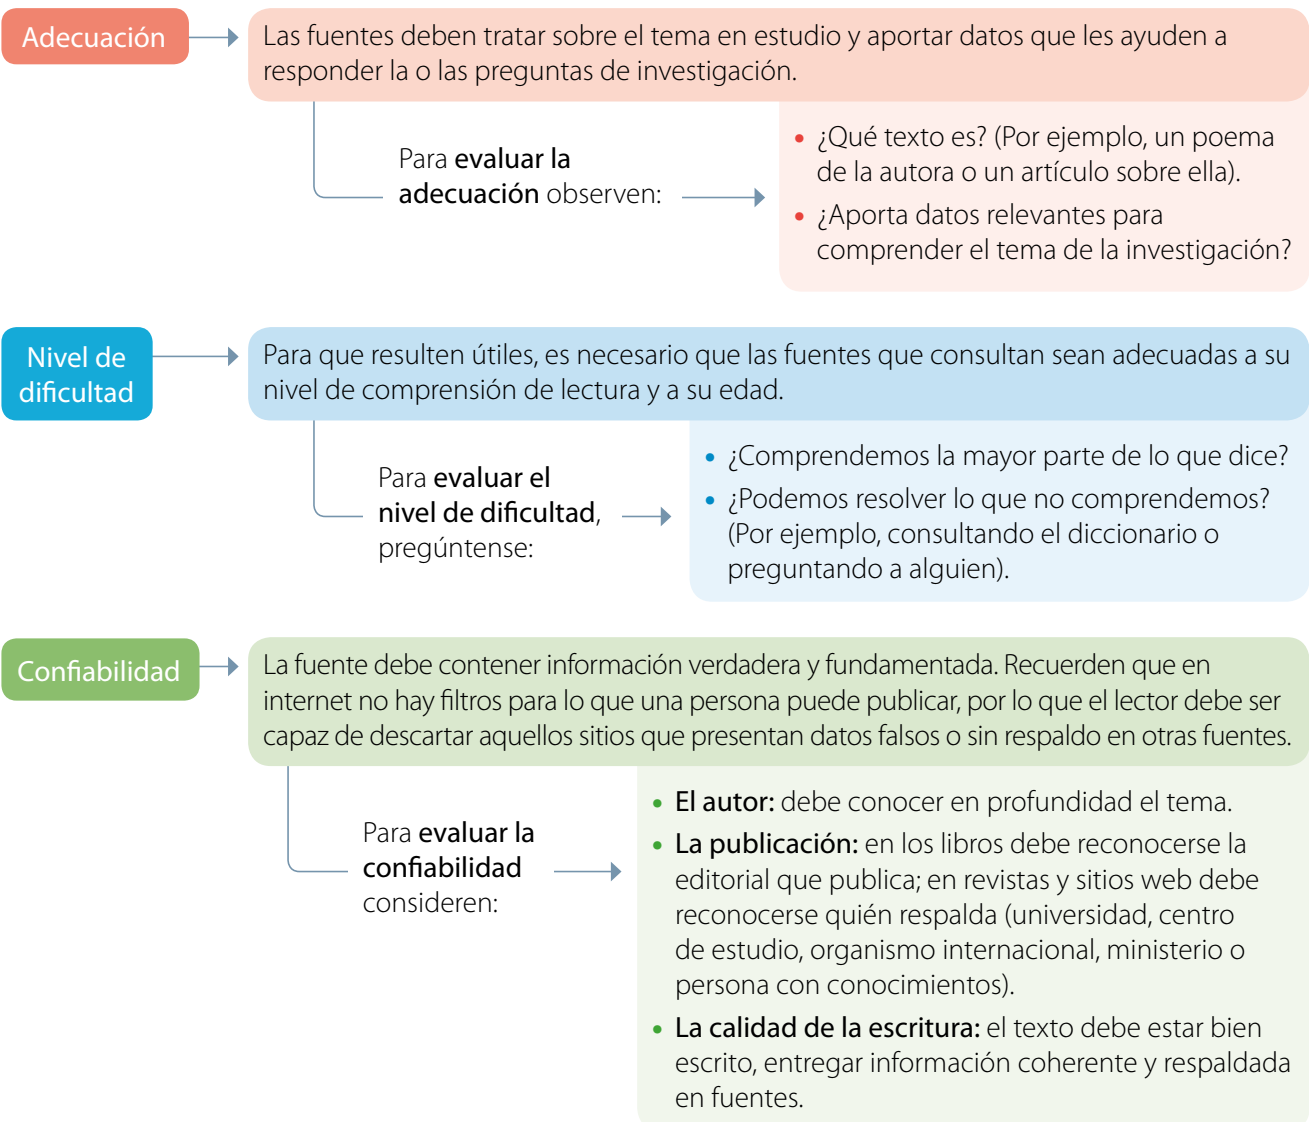 Adecuación
Las fuentes deben tratar sobre el tema en estudio y aportar datos que les ayuden a
responder la o las preguntas de investigación.
Para evaluar la
adecuación observen:
• ¿Qué texto es? (Por ejemplo, un poema
de la autora o un artículo sobre ella).
• ¿Aporta datos relevantes para
comprender el tema de la investigación?
Nivel de
dificultad
Para que resulten útiles, es necesario que las fuentes que consultan sean adecuadas a su
nivel de comprensión de lectura y a su edad.
Para evaluar el
nivel de dificultad,
pregúntense:
• ¿Comprendemos la mayor parte de lo que dice?
• ¿Podemos resolver lo que no comprendemos?
(Por ejemplo, consultando el diccionario o
preguntando a alguien).
Confiabilidad
La fuente debe contener información verdadera y fundamentada. Recuerden que en
internet no hay filtros para lo que una persona puede publicar, por lo que el lector debe ser
capaz de descartar aquellos sitios que presentan datos falsos o sin respaldo en otras fuentes.
Para evaluar la
confiabilidad
consideren:
• El autor: debe conocer en profundidad el tema.
• La publicación: en los libros debe reconocerse la
editorial que publica; en revistas y sitios web debe
reconocerse quién respalda (universidad, centro
de estudio, organismo internacional, ministerio o
persona con conocimientos).
• La calidad de la escritura: el texto debe estar bien
escrito, entregar información coherente y respaldada
en fuentes.